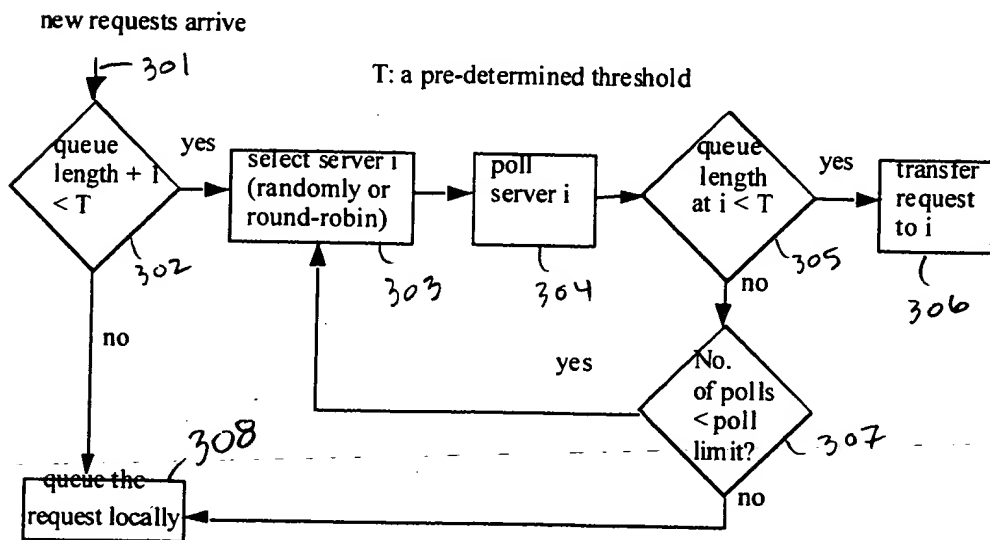 new requests arrive
301
T: a pre-determined threshold
queue
length + 1
< T
yes
302
no
select server i
(randomly or
round-robin)
303
poll
server i
304
queue
length
at i < T
yes
305
no
transfer
request
to i
306
No.
of polls
< poll
limit?
yes
307
no
308
queue the
request locally